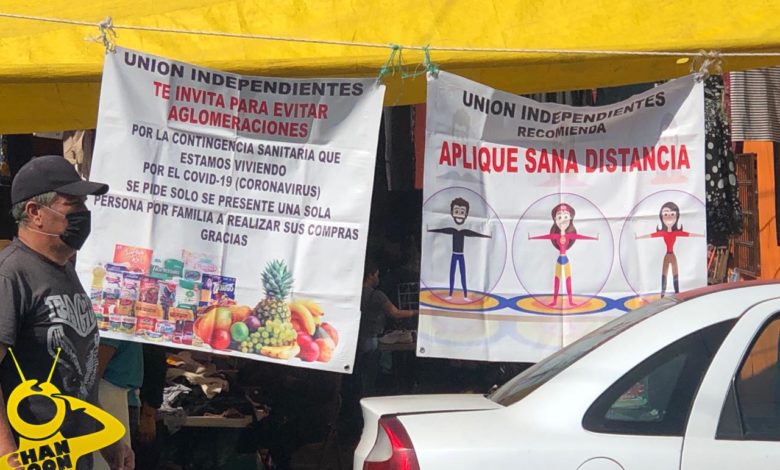 UNION INDEPENDIENTES
TE INVITA PARA EVITAR
AGLOMERACIONES
POR LA CONTINGENCIA SANITARIA QUE
ESTAMOS VIVIENDO
POR EL COVID-19 (CORONAVIRUS)
SE PIDE SOLO SE PRESENTE UNA SOLA
PERSONA POR FAMILIA A REALIZAR SUS COMPRAS
GRACIAS
UNION INDEPENDIENTES
RECOMIENDA
APLIQUE SANA DISTANCIA
CHAN